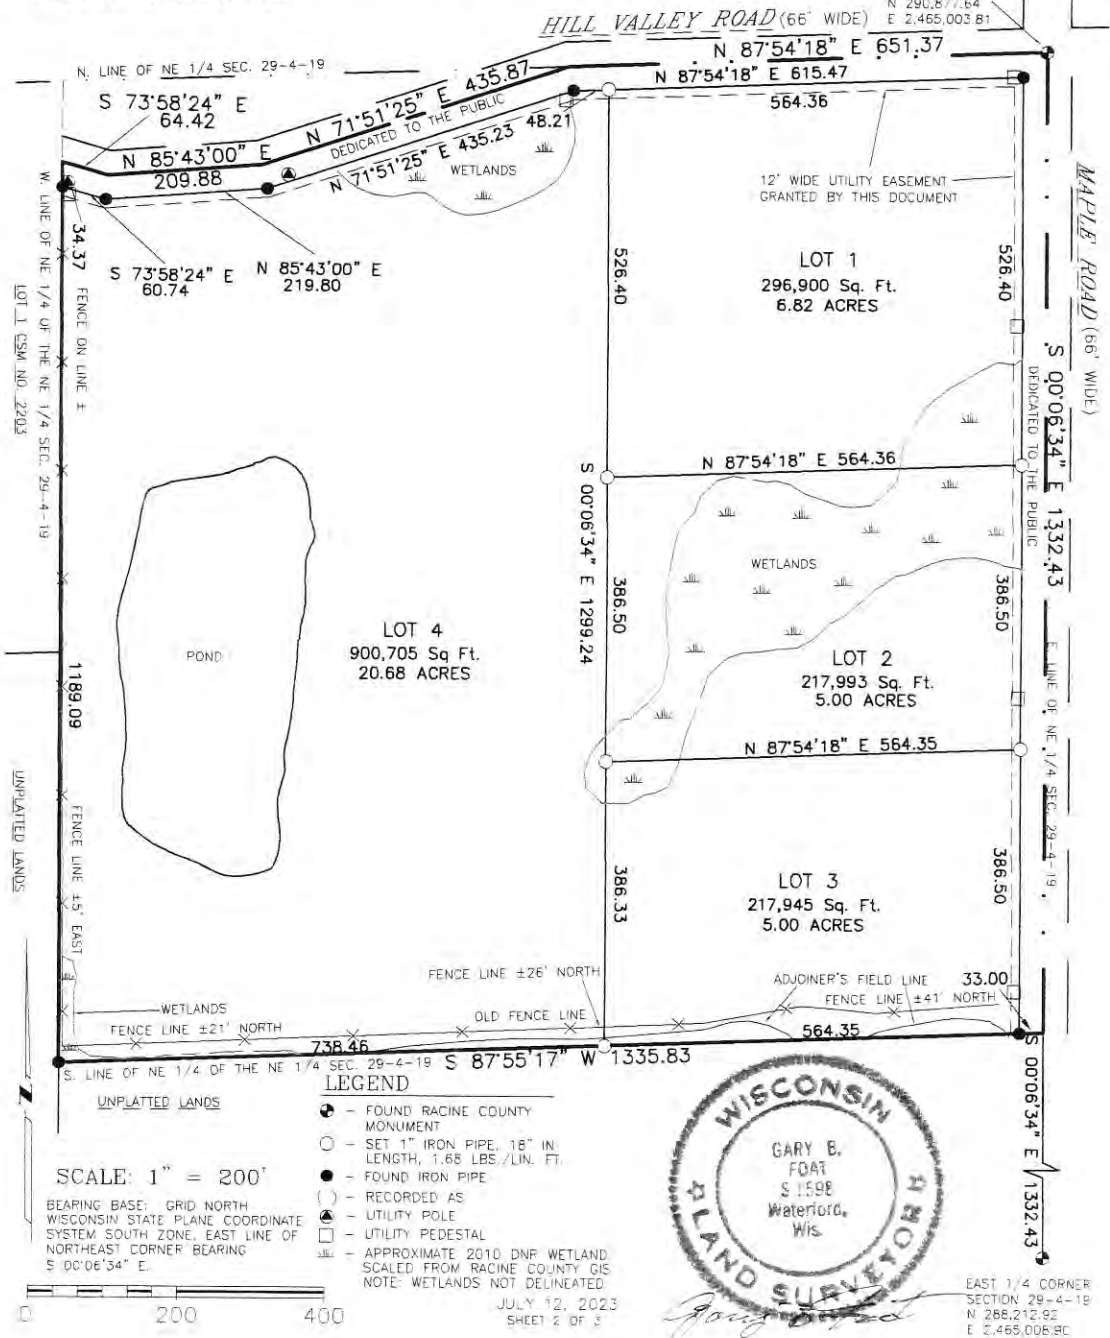 N 290,877.64
E 2,465,003.81
HILL VALLEY ROAD (66' WIDE)
N 87°54'18" E 651.37
N. LINE OF NE 1/4 SEC. 29-4-19
N 87°54'18" E 615.47
564.36
S 73°58'24" E
64.42
N 71°51'25" E 435.87
DEDICATED TO THE PUBLIC
N 71°51'25" E 435.23
48.21
N 85°43'00" E
209.88
WETLANDS
12' WIDE UTILITY EASEMENT
GRANTED BY THIS DOCUMENT
MAPLE ROAD (66' WIDE)
34.37
S 73°58'24" E
60.74
N 85°43'00" E
219.80
W. LINE OF NE 1/4 OF THE NE 1/4 SEC. 29-4-19
LOT 1 CSM NO. 2203
FENCE ON LINE ±
526.40
LOT 1
296,900 Sq. Ft.
6.82 ACRES
526.40
S 00°06'34" E 1332.43
DEDICATED TO THE PUBLIC
N 87°54'18" E 564.36
S 00°06'34" E 1299.24
386.50
WETLANDS
386.50
LOT 4
900,705 Sq Ft.
20.68 ACRES
POND
LOT 2
217,993 Sq. Ft.
5.00 ACRES
E. LINE OF NE 1/4 SEC. 29-4-19
1189.09
N 87°54'18" E 564.35
UNPLATTED LANDS
FENCE LINE ±5' EAST
386.33
LOT 3
217,945 Sq. Ft.
5.00 ACRES
386.50
FENCE LINE ±26' NORTH
ADJOINER'S FIELD LINE
33.00
WETLANDS
FENCE LINE ±41' NORTH
FENCE LINE ±21' NORTH
OLD FENCE LINE
738.46
564.35
S. LINE OF NE 1/4 OF THE NE 1/4 SEC. 29-4-19
S 87°55'17" W 1335.83
UNPLATTED LANDS
S 00°06'34" E 1332.43
LEGEND
- FOUND RACINE COUNTY
MONUMENT
- SET 1" IRON PIPE, 18" IN
LENGTH, 1.68 LBS./LIN. FT.
- FOUND IRON PIPE
( ) - RECORDED AS
- UTILITY POLE
- UTILITY PEDESTAL
- APPROXIMATE 2010 DNR WETLAND
SCALED FROM RACINE COUNTY GIS
NOTE: WETLANDS NOT DELINEATED
SCALE: 1" = 200'
BEARING BASE: GRID NORTH
WISCONSIN STATE PLANE COORDINATE
SYSTEM SOUTH ZONE, EAST LINE OF
NORTHEAST CORNER BEARING
S 00°06'34" E.
0 200 400
JULY 12, 2023
SHEET 2 OF 3
WISCONSIN
GARY B.
FOAT
S 1598
Waterford,
Wis.
LAND SURVEYOR
EAST 1/4 CORNER
SECTION 29-4-19
N 288,212.92
E 2,465,006.90